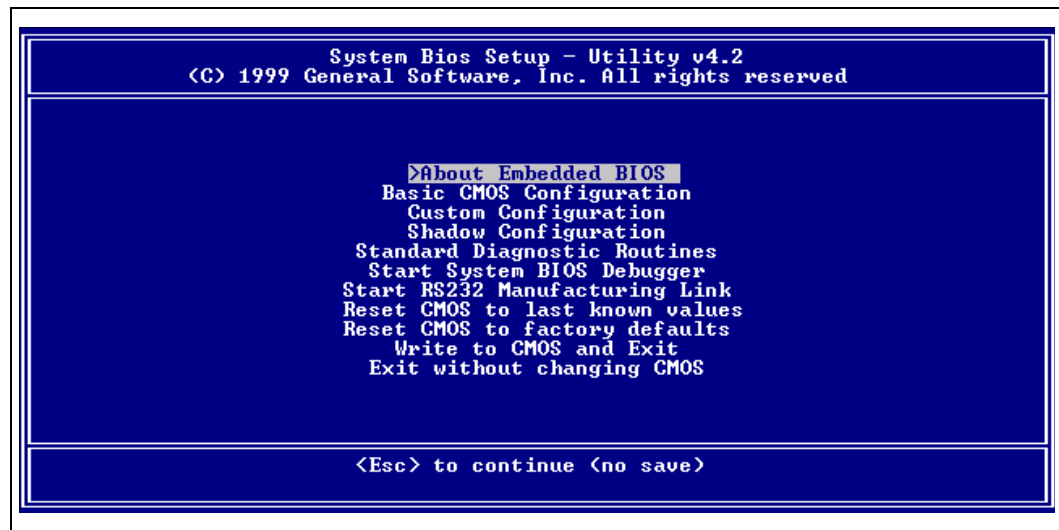 System Bios Setup - Utility v4.2
(C) 1999 General Software, Inc. All rights reserved
>About Embedded BIOS
Basic CMOS Configuration
Custom Configuration
Shadow Configuration
Standard Diagnostic Routines
Start System BIOS Debugger
Start RS232 Manufacturing Link
Reset CMOS to last known values
Reset CMOS to factory defaults
Write to CMOS and Exit
Exit without changing CMOS
<Esc> to continue (no save)